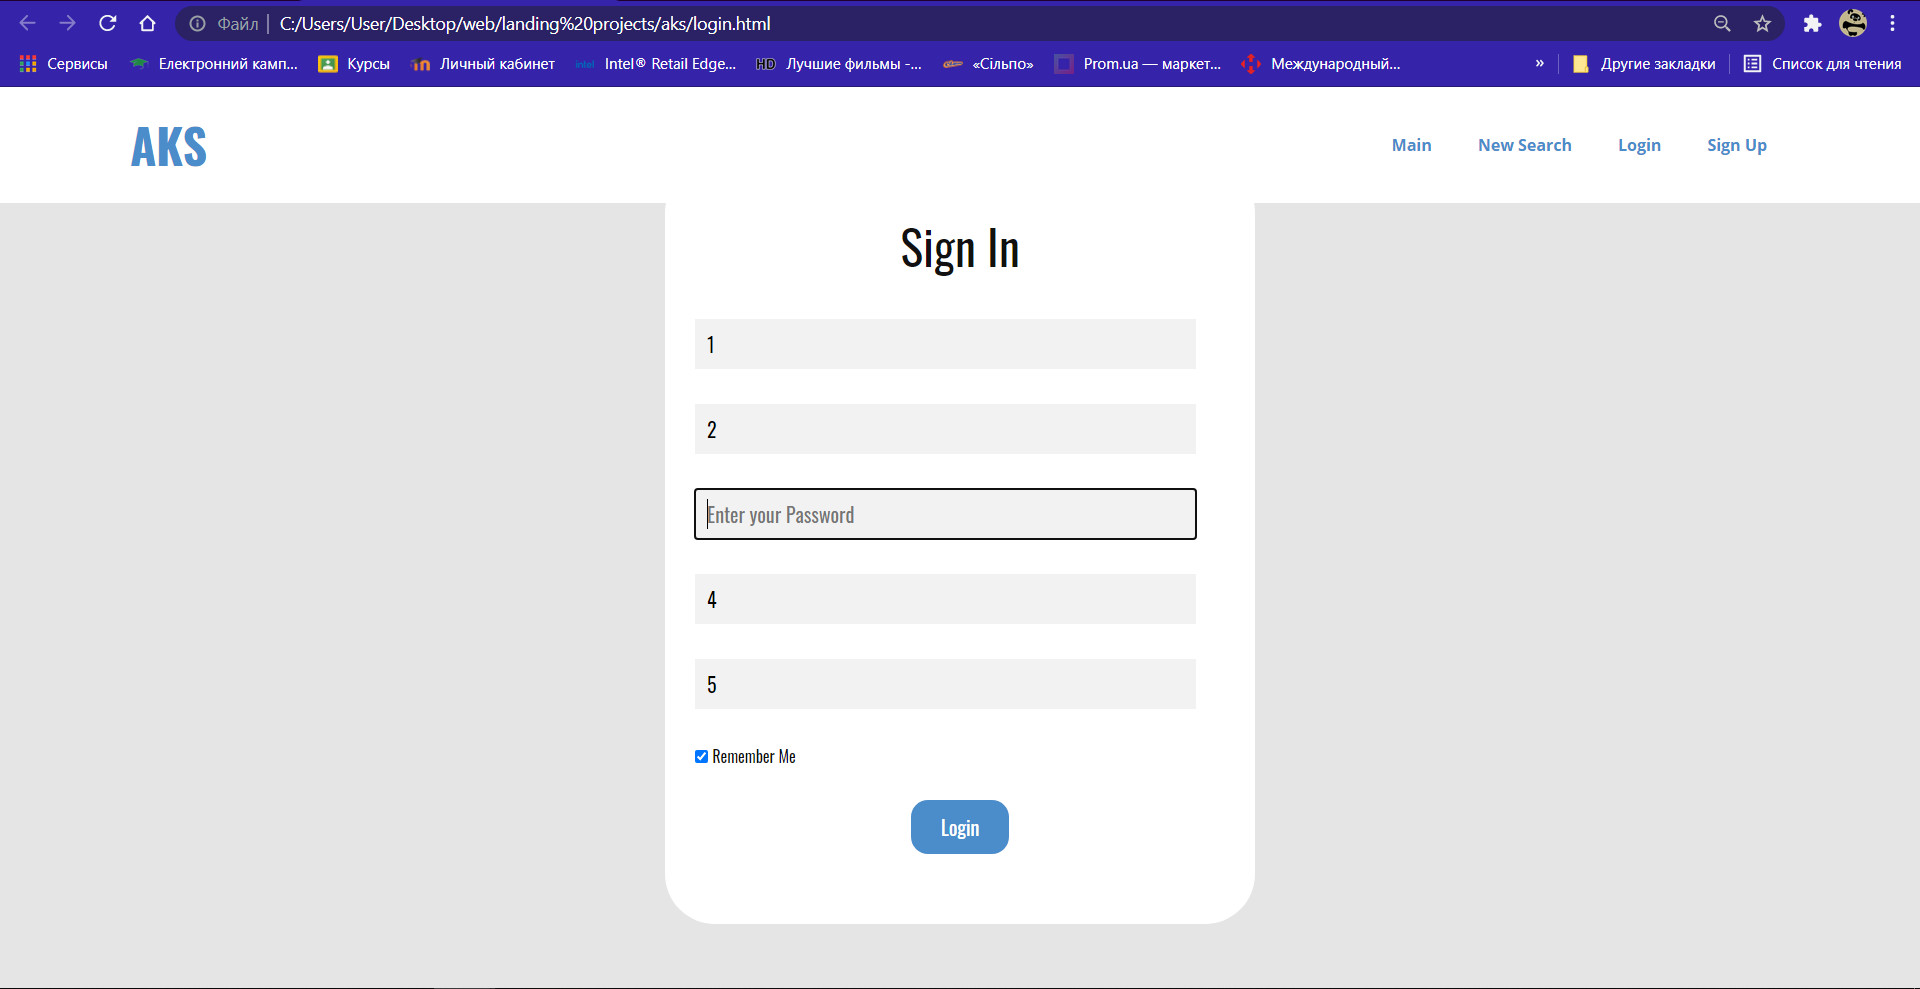 Файл | C:/Users/User/Desktop/web/landing%20projects/aks/login.html
Сервисы Електронний камп... Курсы Личный кабинет intel Intel® Retail Edge... HD Лучшие фильмы -... «Сільпо» Prom.ua — маркет... Международный... » Другие закладки Список для чтения
AKS Main New Search Login Sign Up
Sign In
1
2
Enter your Password
4
5
Remember Me
Login